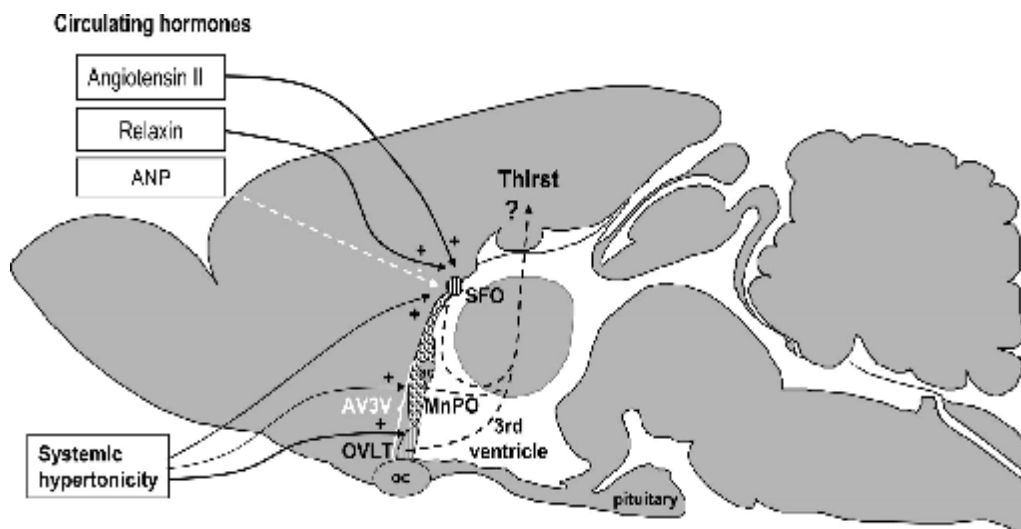 Circulating hormones
Angiotensin II
Relaxin
ANP
Thirst
?
+ +
SFO
+
+
AV3V
MnPO
+
3rd
ventricle
OVLT
Systemic
hypertonicity
oc
pituitary